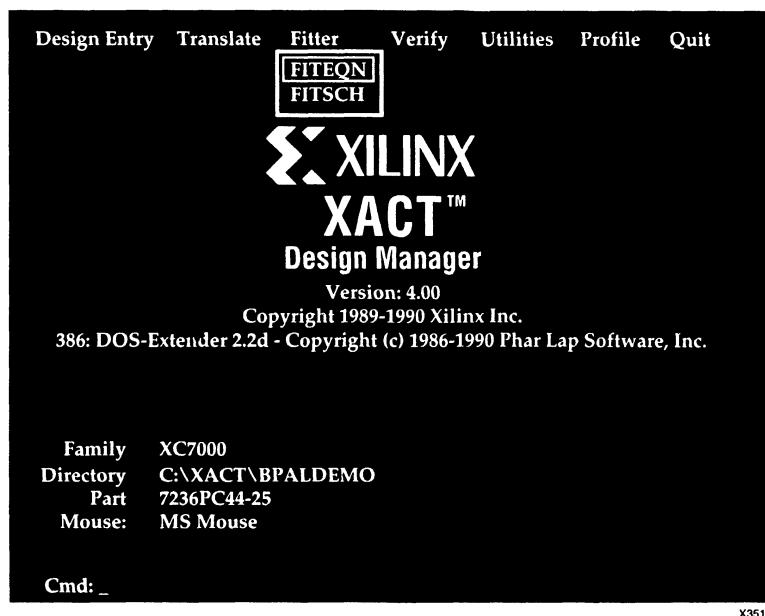 Design Entry Translate Fitter Verify Utilities Profile Quit
FITEQN
FITSCH
XILINX
XACT™
Design Manager
Version: 4.00
Copyright 1989-1990 Xilinx Inc.
386: DOS-Extender 2.2d - Copyright (c) 1986-1990 Phar Lap Software, Inc.
Family XC7000
Directory C:\XACT\BPALDEMO
Part 7236PC44-25
Mouse: MS Mouse
Cmd: _
X351